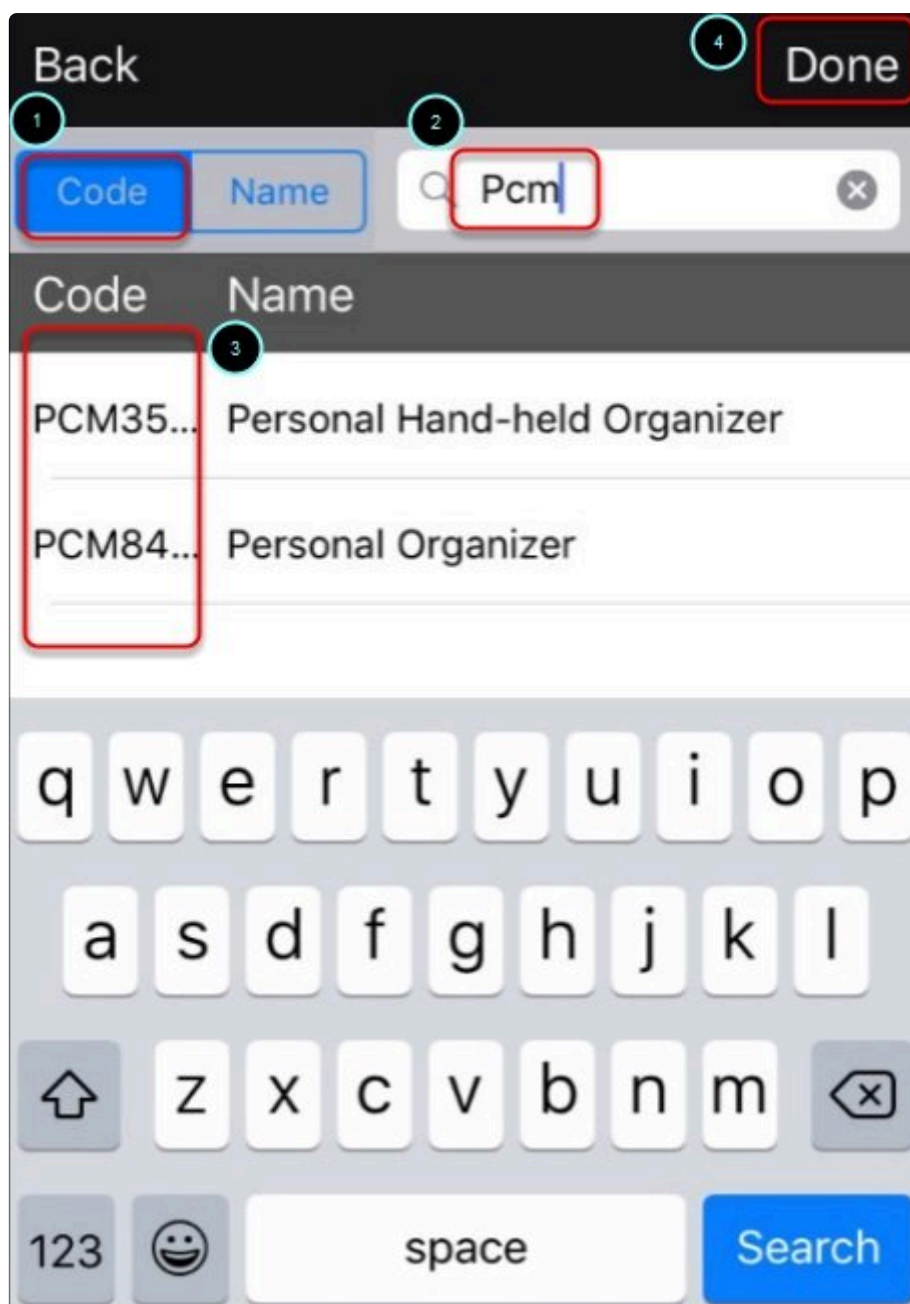 Back 4 Done
1 2
Code Name Pcm
Code Name
3
PCM35... Personal Hand-held Organizer
PCM84... Personal Organizer
q w e r t y u i o p
a s d f g h j k l
z x c v b n m
123 space Search